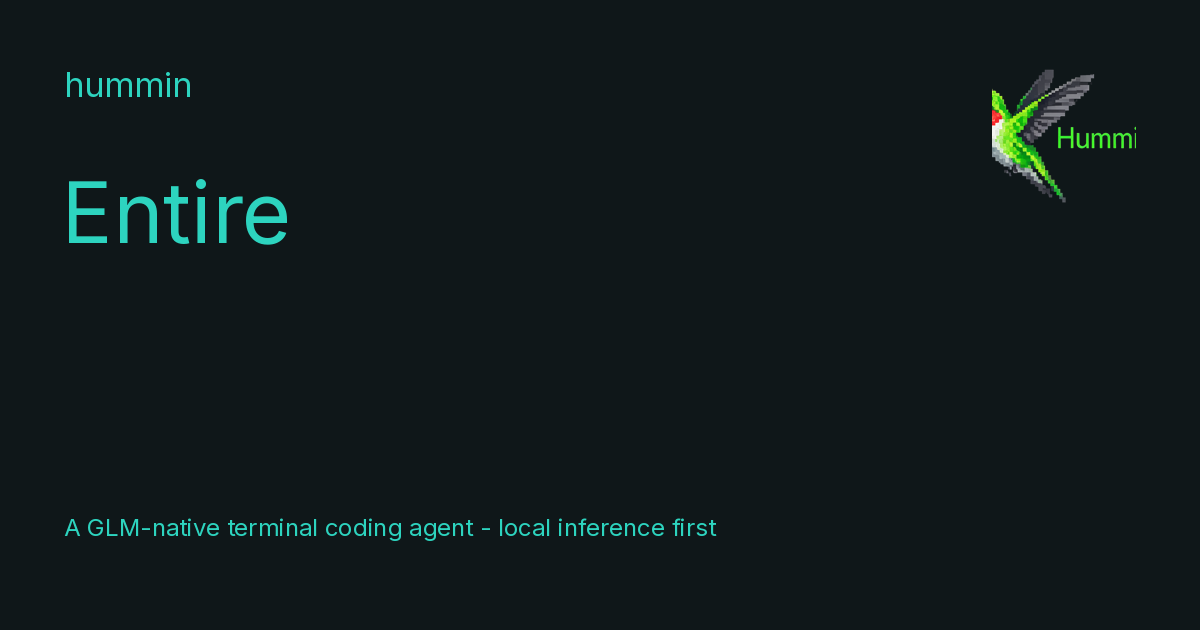 hummin
Hummi
Entire
A GLM-native terminal coding agent - local inference first